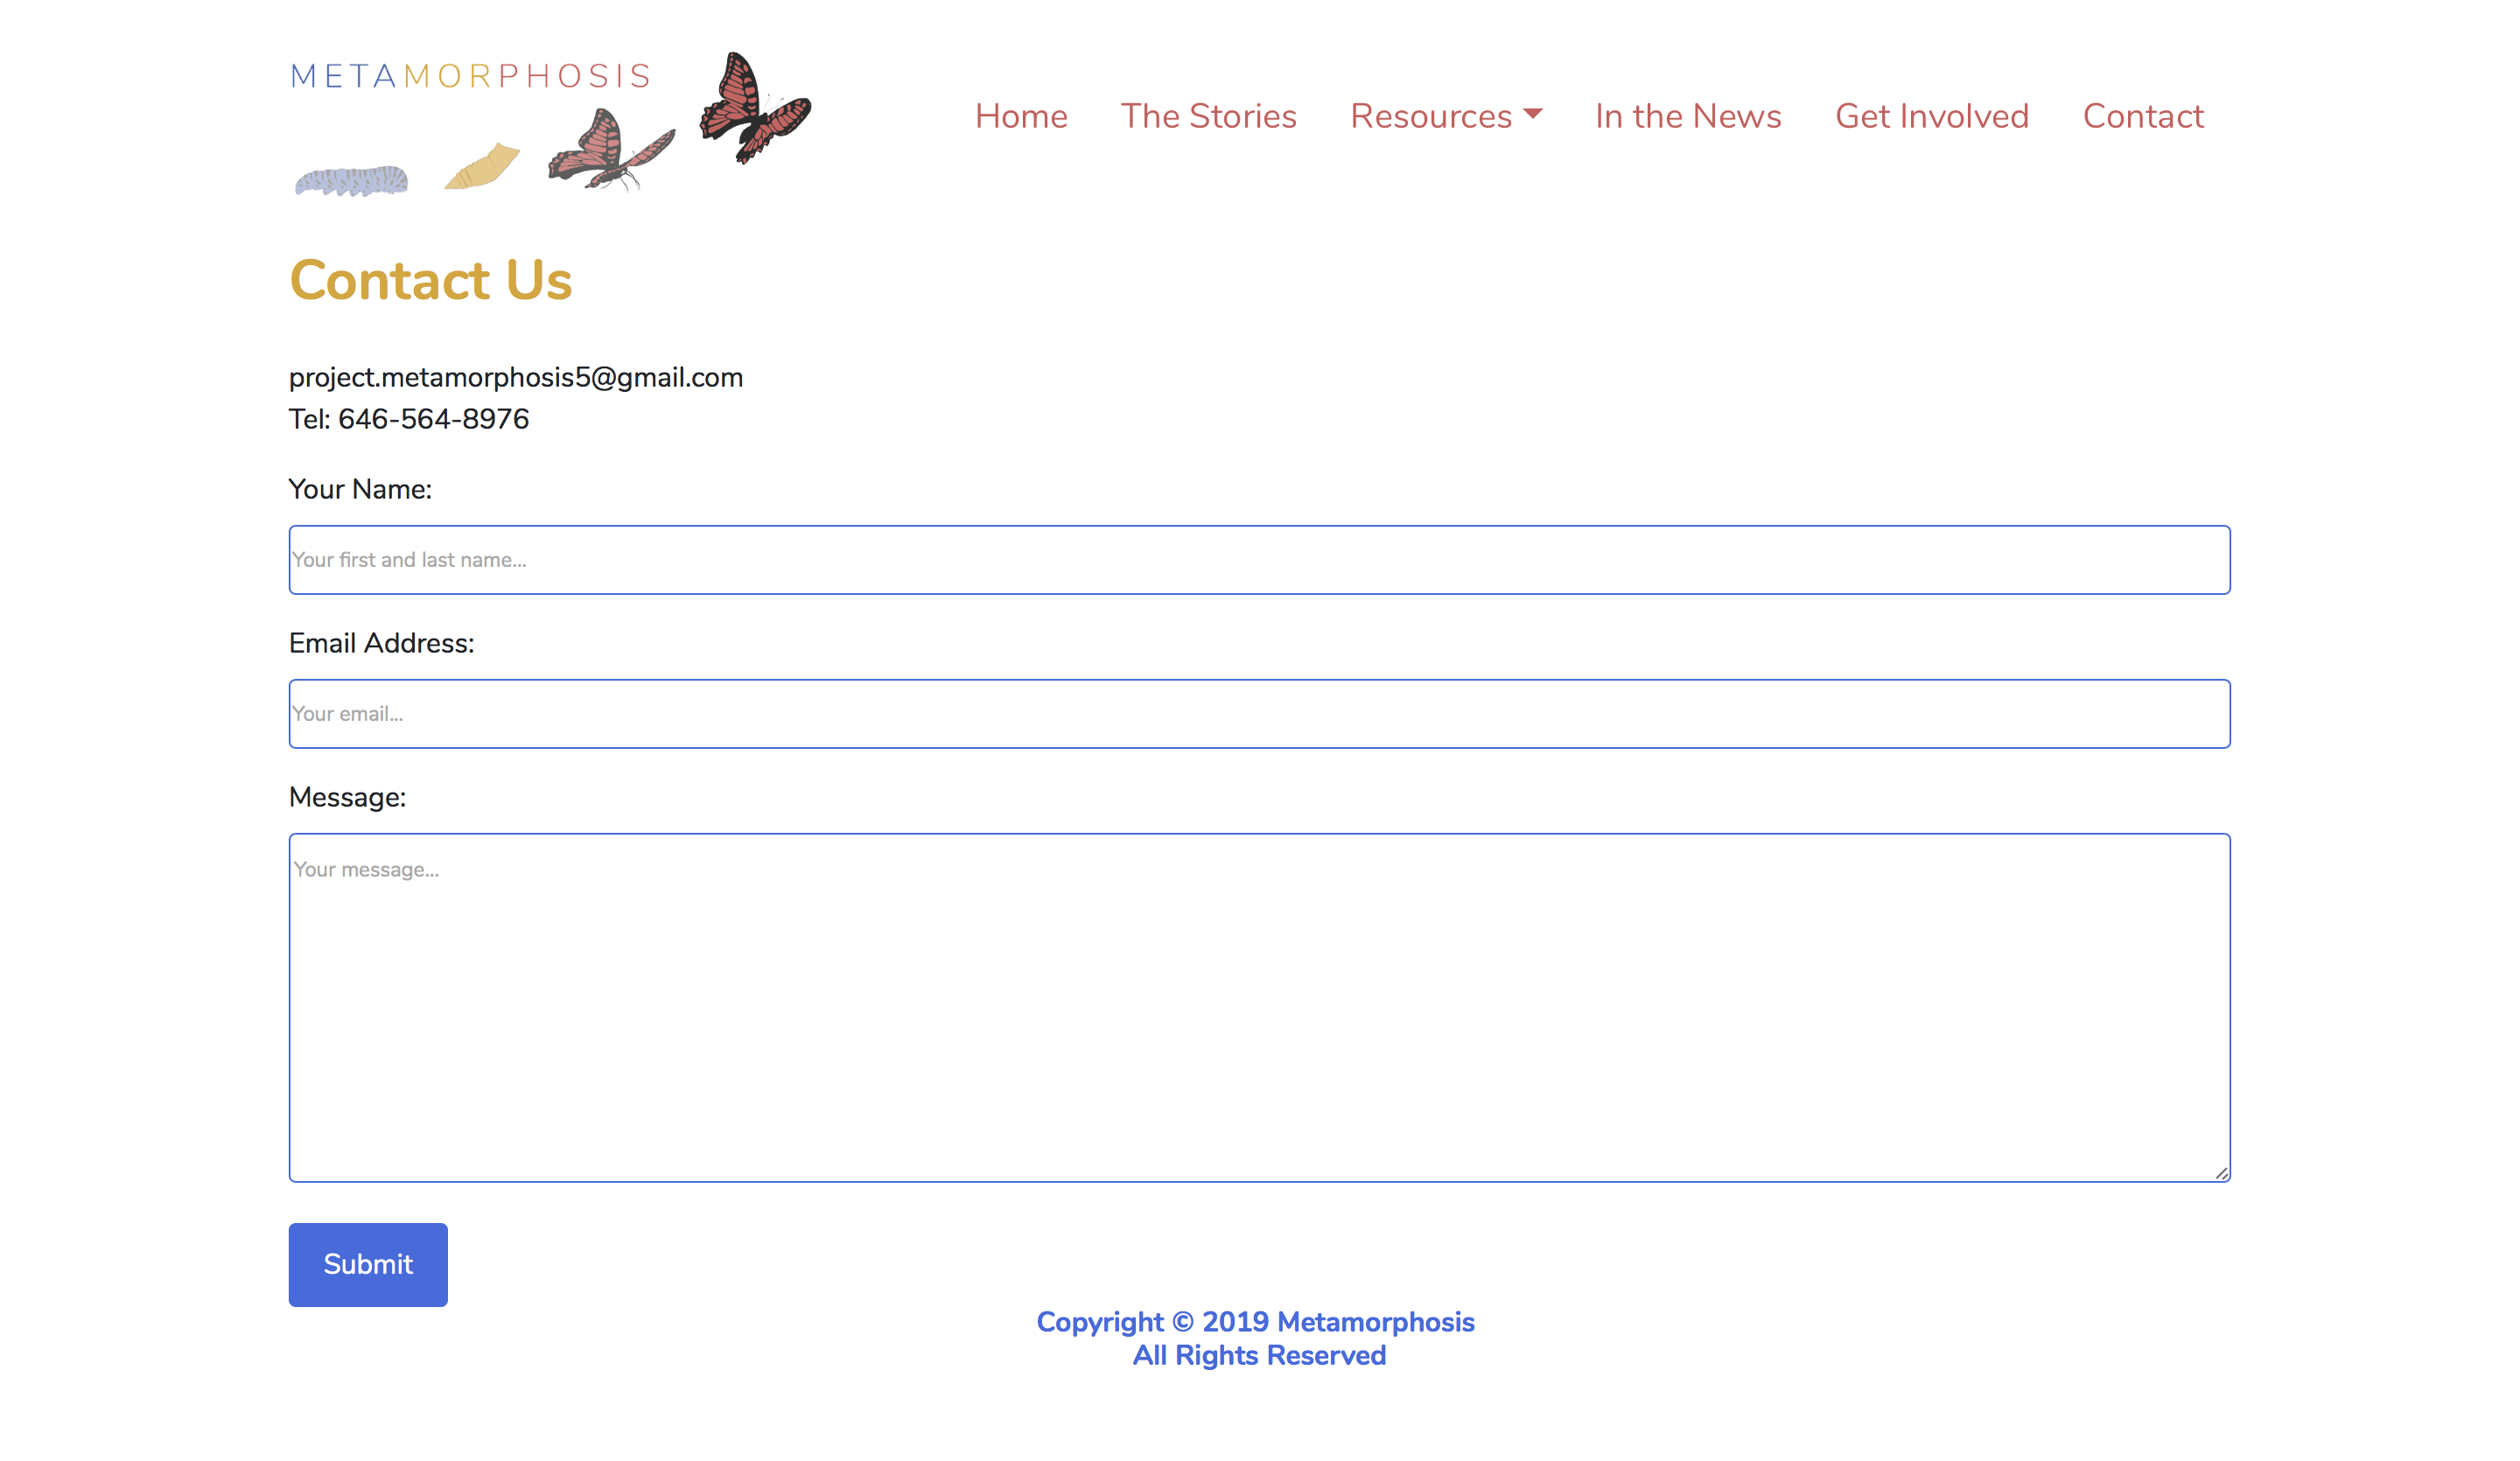 METAMORPHOSIS
Home The Stories Resources In the News Get Involved Contact
Contact Us
project.metamorphosis5@gmail.com
Tel: 646-564-8976
Your Name:
Your first and last name...
Email Address:
Your email...
Message:
Your message...
Submit
Copyright © 2019 Metamorphosis
All Rights Reserved